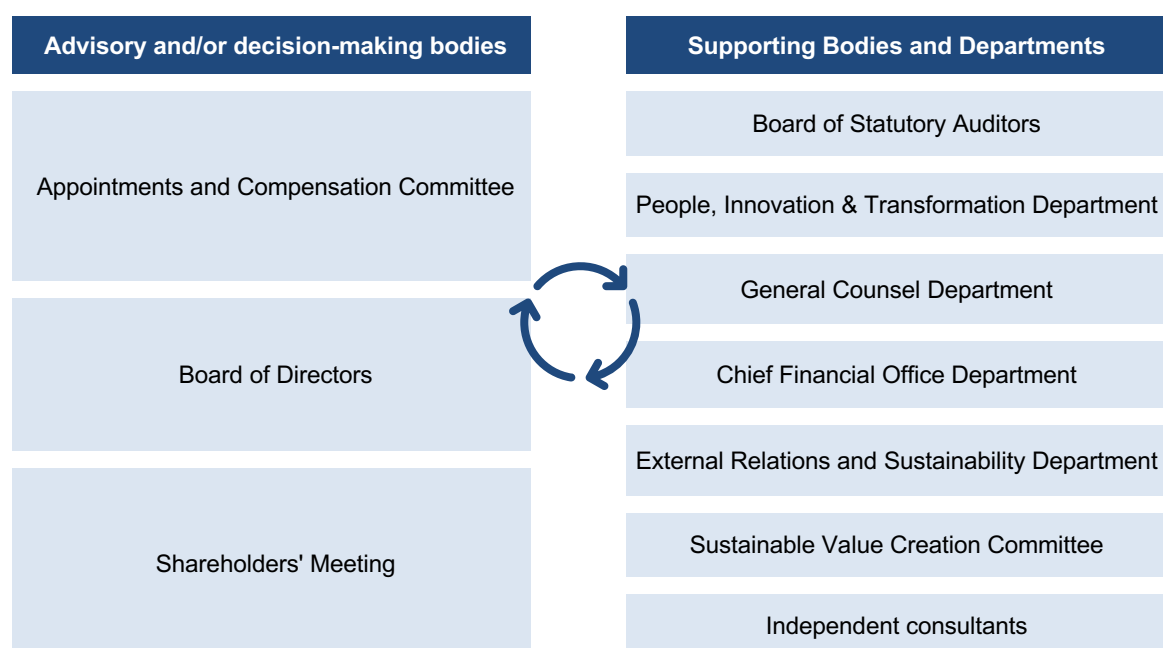 Advisory and/or decision-making bodies
Appointments and Compensation Committee
Board of Directors
Shareholders' Meeting
Supporting Bodies and Departments
Board of Statutory Auditors
People, Innovation & Transformation Department
General Counsel Department
Chief Financial Office Department
External Relations and Sustainability Department
Sustainable Value Creation Committee
Independent consultants